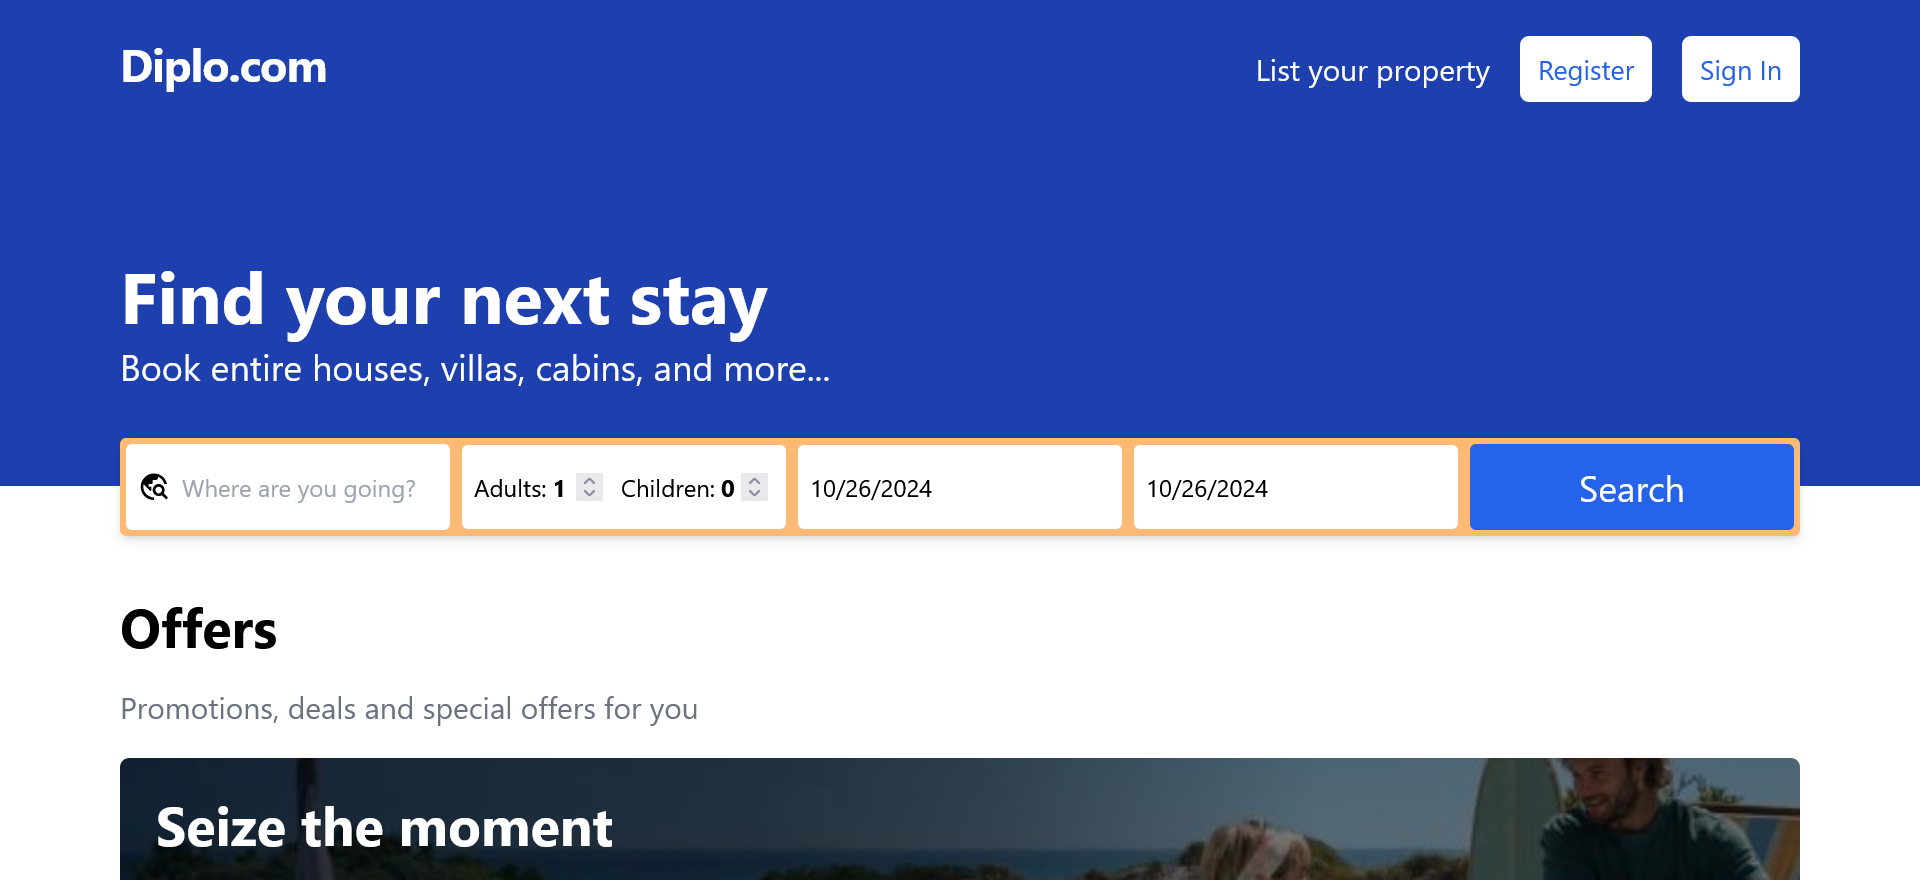 Diplo.com
List your property
Register
Sign In
Find your next stay
Book entire houses, villas, cabins, and more...
Where are you going?
Adults: 1
Children: 0
10/26/2024
10/26/2024
Search
Offers
Promotions, deals and special offers for you
Seize the moment